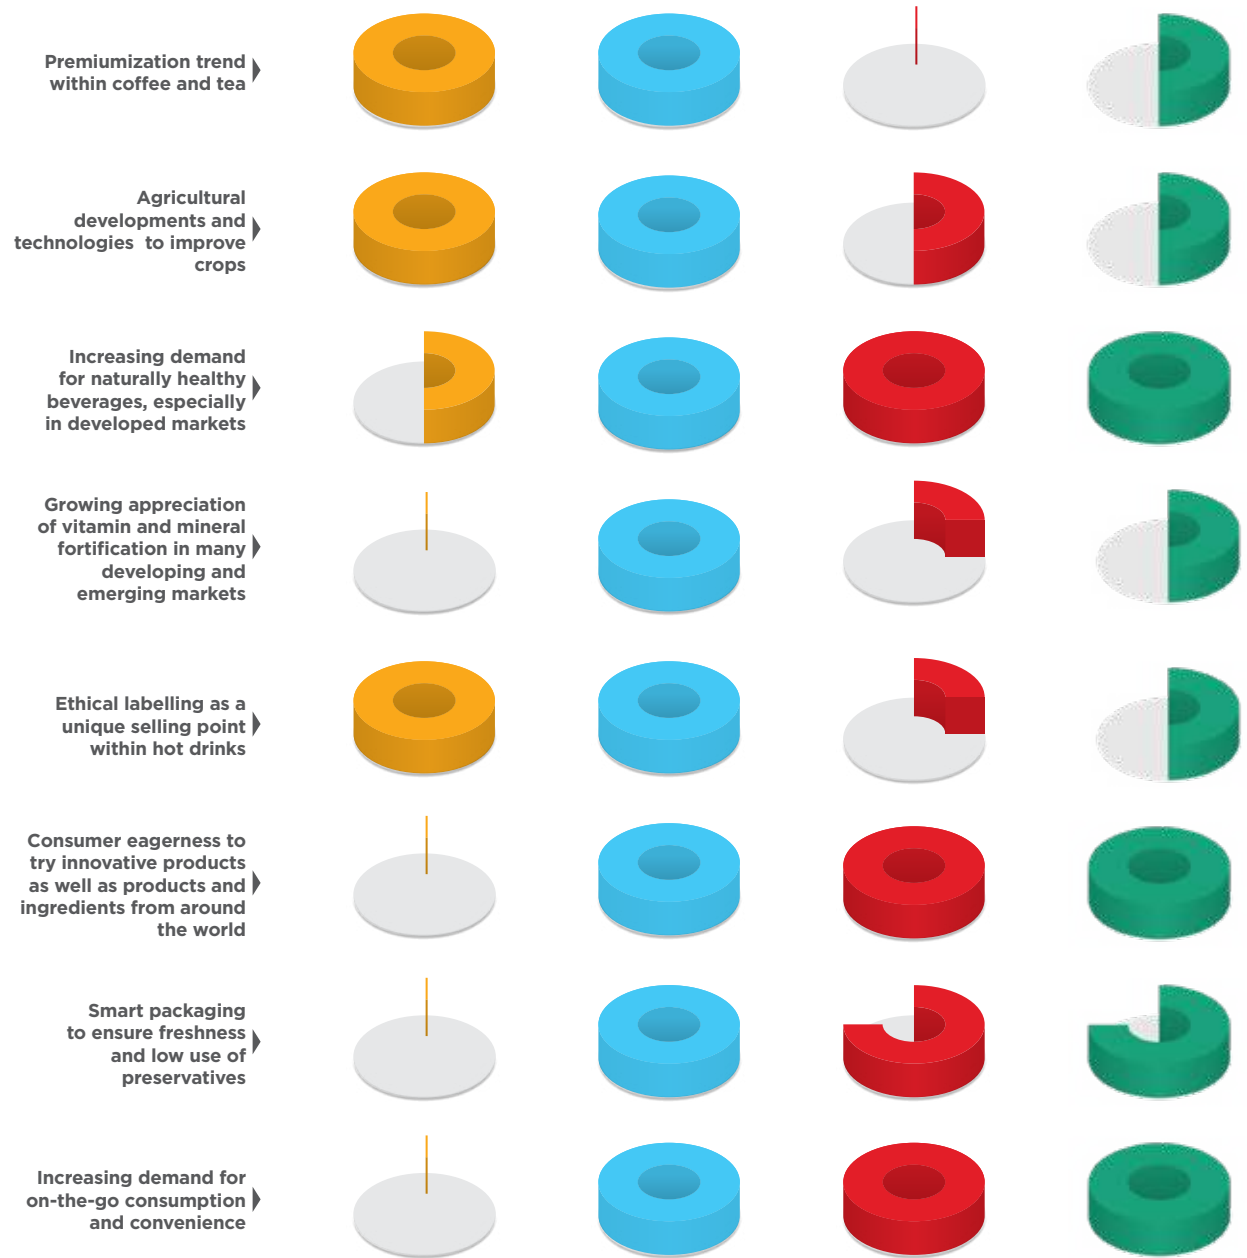 Premiumization trend
within coffee and tea
Agricultural
developments and
technologies  to improve
crops
Increasing demand
for naturally healthy
beverages, especially
in developed markets
Growing appreciation
of vitamin and mineral
fortification in many
developing and
emerging markets
Ethical labelling as a
unique selling point
within hot drinks
Consumer eagerness to
try innovative products
as well as products and
ingredients from around
the world
Smart packaging
to ensure freshness
and low use of
preservatives
Increasing demand for
on-the-go consumption
and convenience